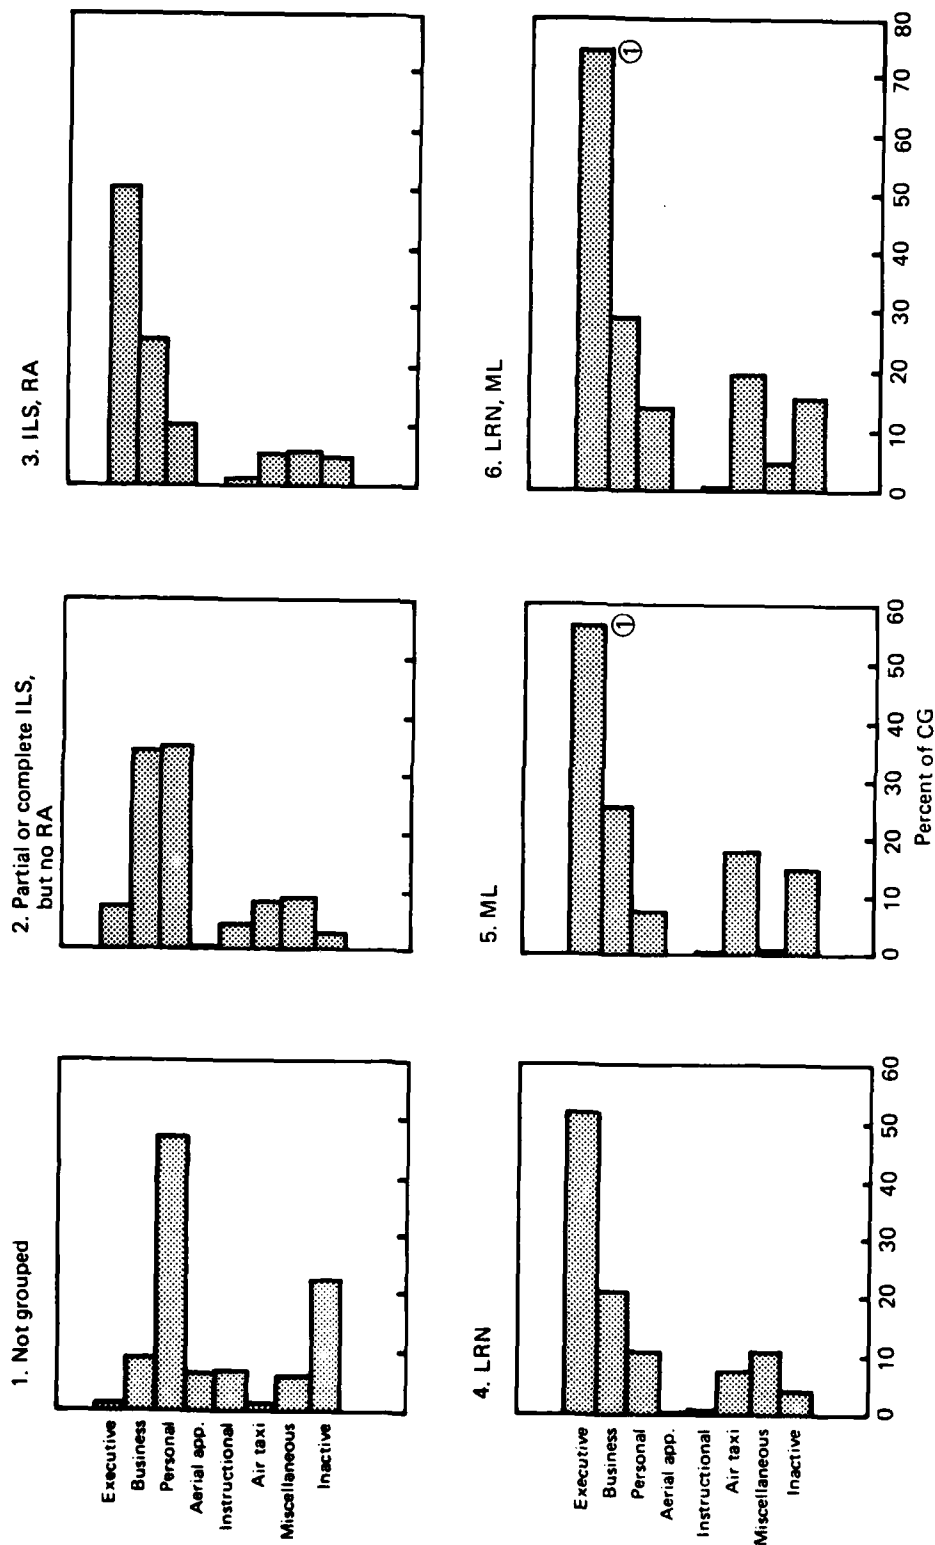 1. Not grouped
Executive
Business
Personal
Aerial app.
Instructional
Air taxi
Miscellaneous
Inactive
2. Partial or complete ILS,
but no RA
3. ILS, RA
4. LRN
Executive
Business
Personal
Aerial app.
Instructional
Air taxi
Miscellaneous
Inactive
0 10 20 30 40 50 60
5. ML
①
0 10 20 30 40 50 60
6. LRN, ML
①
0 10 20 30 40 50 60 70 80
Percent of CG